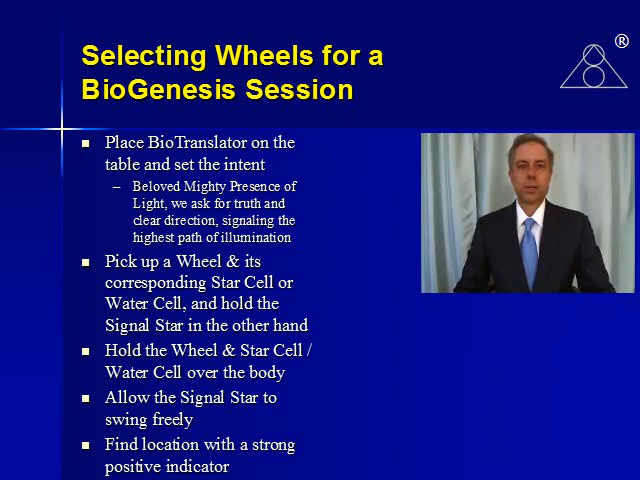 Selecting Wheels for a
BioGenesis Session
®
Place BioTranslator on the
table and set the intent
– Beloved Mighty Presence of
Light, we ask for truth and
clear direction, signaling the
highest path of illumination
Pick up a Wheel & its
corresponding Star Cell or
Water Cell, and hold the
Signal Star in the other hand
Hold the Wheel & Star Cell /
Water Cell over the body
Allow the Signal Star to
swing freely
Find location with a strong
positive indicator